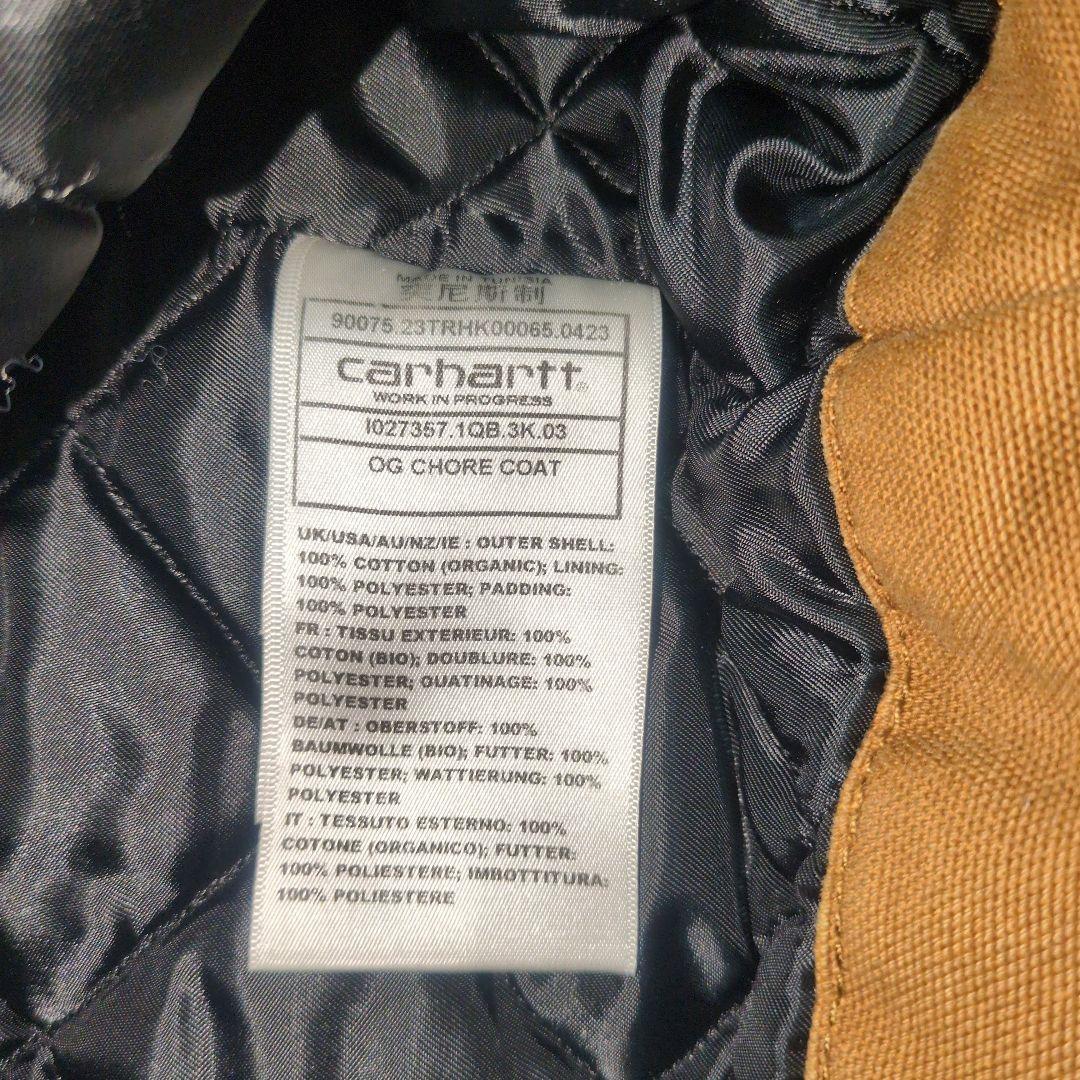 MADE IN TUNISIA
突尼斯制
90075.23TRHK00065.0423
carhartt®
WORK IN PROGRESS
I027357.1QB.3K.03
OG CHORE COAT
UK/USA/AU/NZ/IE : OUTER SHELL:
100% COTTON (ORGANIC); LINING:
100% POLYESTER; PADDING:
100% POLYESTER
FR : TISSU EXTERIEUR: 100%
COTON (BIO); DOUBLURE: 100%
POLYESTER; OUATINAGE: 100%
POLYESTER
DE/AT : OBERSTOFF: 100%
BAUMWOLLE (BIO); FUTTER: 100%
POLYESTER; WATTIERUNG: 100%
POLYESTER
IT : TESSUTO ESTERNO: 100%
COTONE (ORGANICO); FUTTER:
100% POLIESTERE; IMBOTTITURA:
100% POLIESTERE